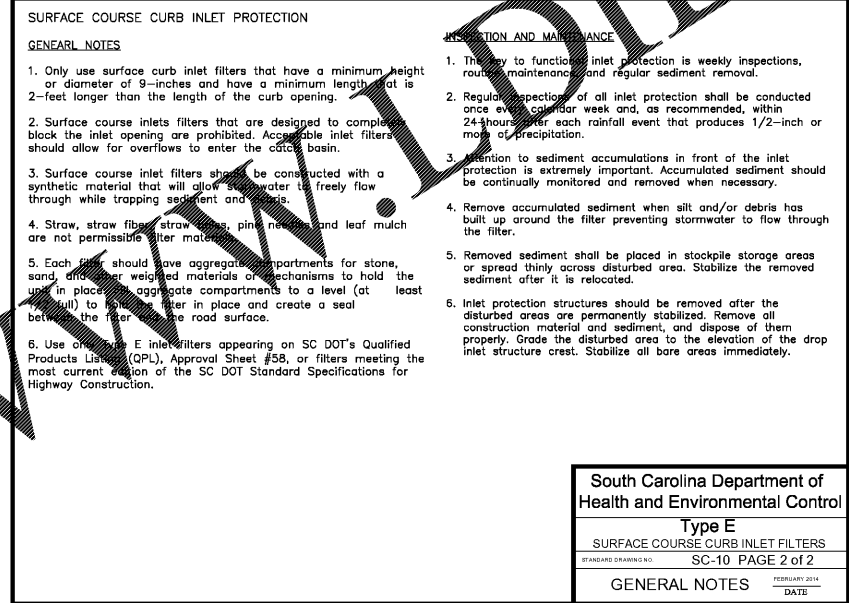 SURFACE COURSE CURB INLET PROTECTION
GENEARL NOTES
1. Only use surface curb inlet filters that have a minimum height
or diameter of 9-inches and have a minimum length that is
2-feet longer than the length of the curb opening.
2. Surface course inlets filters that are designed to completely
block the inlet opening are prohibited. Acceptable inlet filters
should allow for overflows to enter the catch basin.
3. Surface course inlet filters should be constructed with a
synthetic material that will allow stormwater to freely flow
through while trapping sediment and debris.
4. Straw, straw fiber, straw bales, pine needles and leaf mulch
are not permissible filter materials.
5. Each filter should have aggregate compartments for stone,
sand, and other weighted materials or mechanisms to hold the
unit in place. Fill aggregate compartments to a level (at least
1/2 full) to hold the filter in place and create a seal
between the filter and the road surface.
6. Use only Type E inlet filters appearing on SC DOT's Qualified
Products Listing (QPL), Approval Sheet #58, or filters meeting the
most current edition of the SC DOT Standard Specifications for
Highway Construction.
INSPECTION AND MAINTENANCE
1. The key to functional inlet protection is weekly inspections,
routine maintenance, and regular sediment removal.
2. Regular inspections of all inlet protection shall be conducted
once every calendar week and, as recommended, within
24-hours after each rainfall event that produces 1/2-inch or
more of precipitation.
3. Attention to sediment accumulations in front of the inlet
protection is extremely important. Accumulated sediment should
be continually monitored and removed when necessary.
4. Remove accumulated sediment when silt and/or debris has
built up around the filter preventing stormwater to flow through
the filter.
5. Removed sediment shall be placed in stockpile storage areas
or spread thinly across disturbed area. Stabilize the removed
sediment after it is relocated.
6. Inlet protection structures should be removed after the
disturbed areas are permanently stabilized. Remove all
construction material and sediment, and dispose of them
properly. Grade the disturbed area to the elevation of the drop
inlet structure crest. Stabilize all bare areas immediately.
WWW.LD
South Carolina Department of
Health and Environmental Control
Type E
SURFACE COURSE CURB INLET FILTERS
STANDARD DRAWING NO. SC-10 PAGE 2 of 2
GENERAL NOTES FEBRUARY 2014
DATE